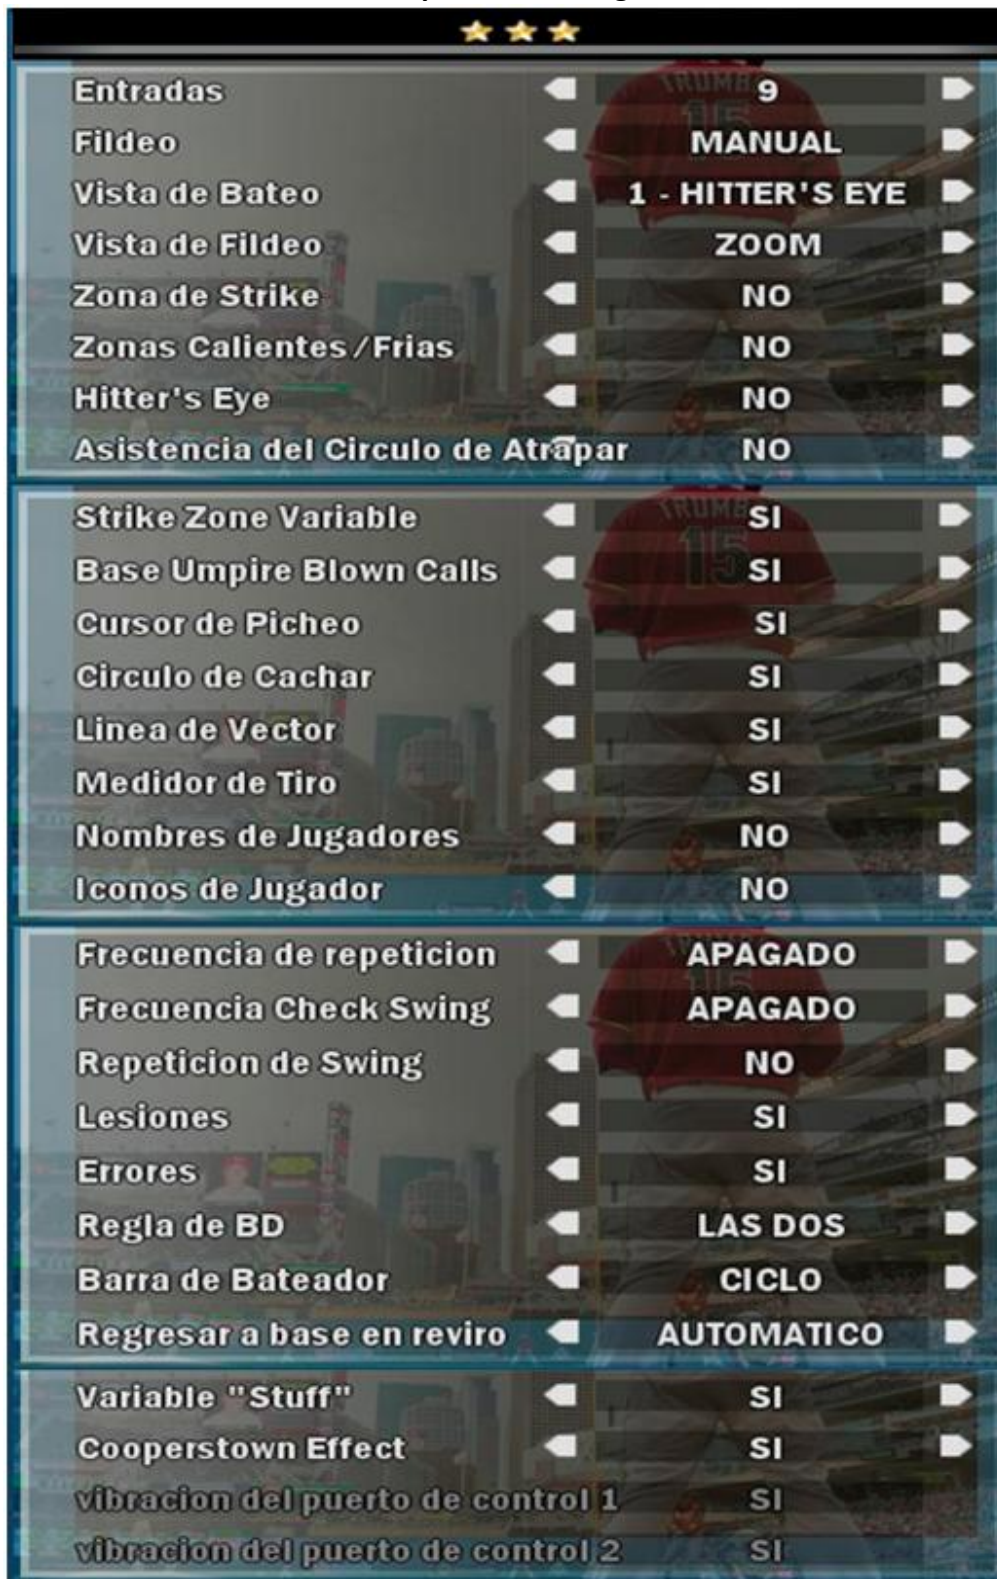 Entradas 9
Fildeo MANUAL
Vista de Bateo 1 - HITTER'S EYE
Vista de Fildeo ZOOM
Zona de Strike NO
Zonas Calientes/Frias NO
Hitter's Eye NO
Asistencia del Circulo de Atrapar NO
TRUMB
15
Strike Zone Variable SI
Base Umpire Blown Calls SI
Cursor de Picheo SI
Circulo de Cachar SI
Linea de Vector SI
Medidor de Tiro SI
Nombres de Jugadores NO
Iconos de Jugador NO
TRUMB
15
Frecuencia de repeticion APAGADO
Frecuencia Check Swing APAGADO
Repeticion de Swing NO
Lesiones SI
Errores SI
Regla de BD LAS DOS
Barra de Bateador CICLO
Regresar a base en reviro AUTOMATICO
Variable "Stuff" SI
Cooperstown Effect SI
vibracion del puerto de control 1 SI
vibracion del puerto de control 2 SI